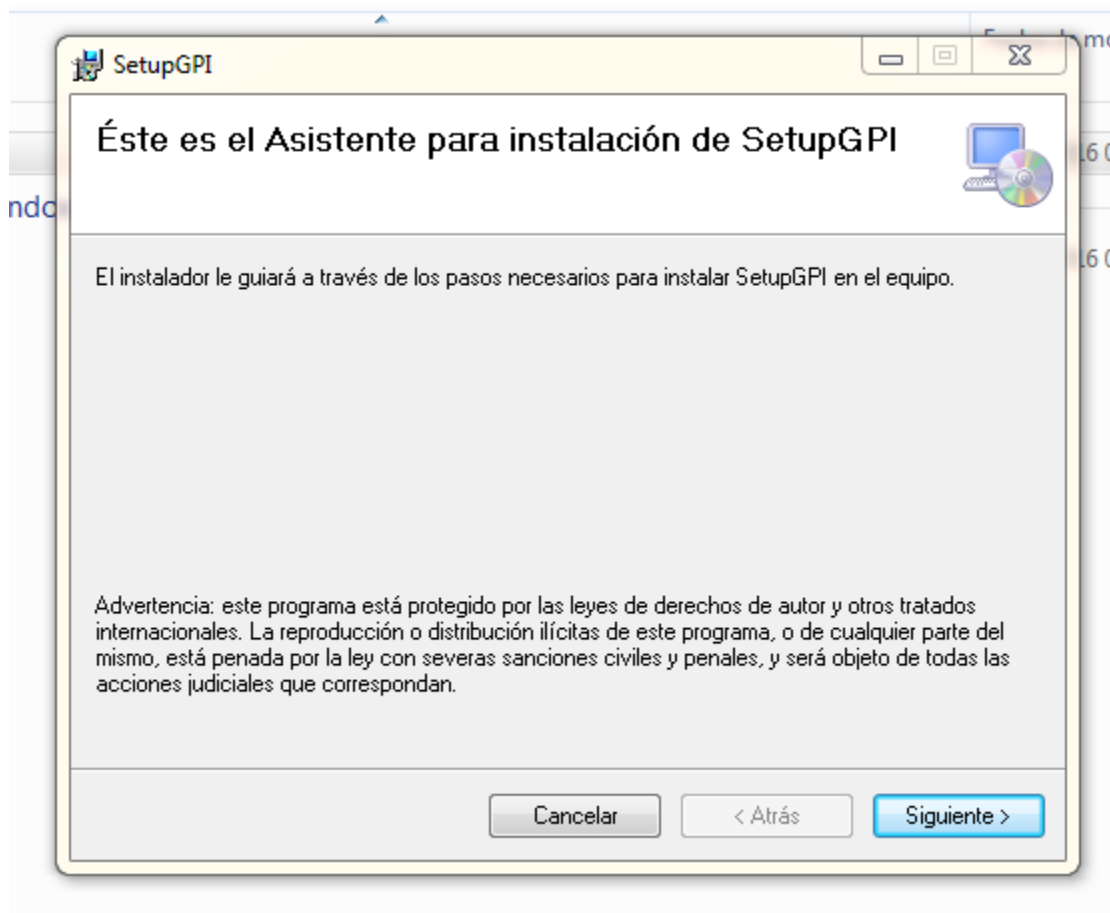 SetupGPI
Éste es el Asistente para instalación de SetupGPI
ndo
El instalador le guiará a través de los pasos necesarios para instalar SetupGPI en el equipo.
Advertencia: este programa está protegido por las leyes de derechos de autor y otros tratados
internacionales. La reproducción o distribución ilícitas de este programa, o de cualquier parte del
mismo, está penada por la ley con severas sanciones civiles y penales, y será objeto de todas las
acciones judiciales que correspondan.
Cancelar
< Atrás
Siguiente >